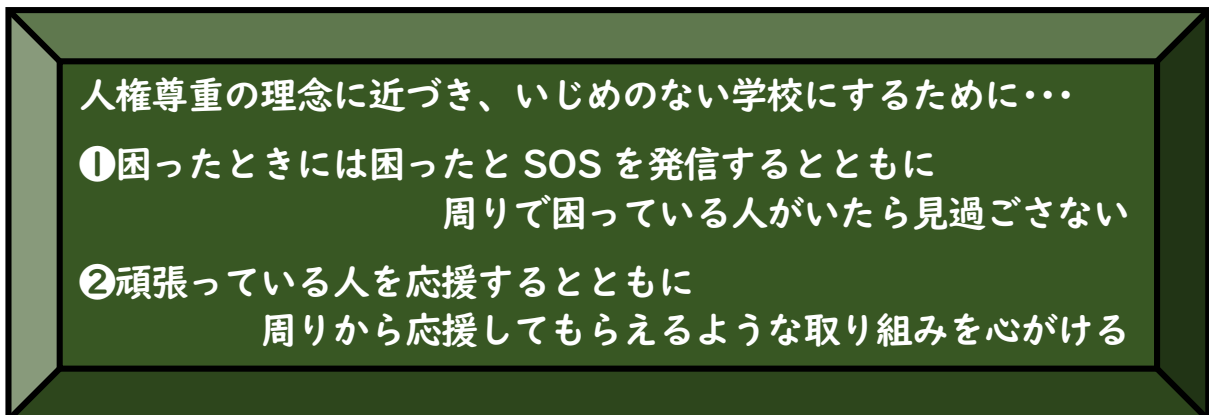 人権尊重の理念に近づき、いじめのない学校にするために･･･
❶困ったときには困ったと SOS を発信するとともに
周りで困っている人がいたら見過ごさない
❷頑張っている人を応援するとともに
周りから応援してもらえるような取り組みを心がける